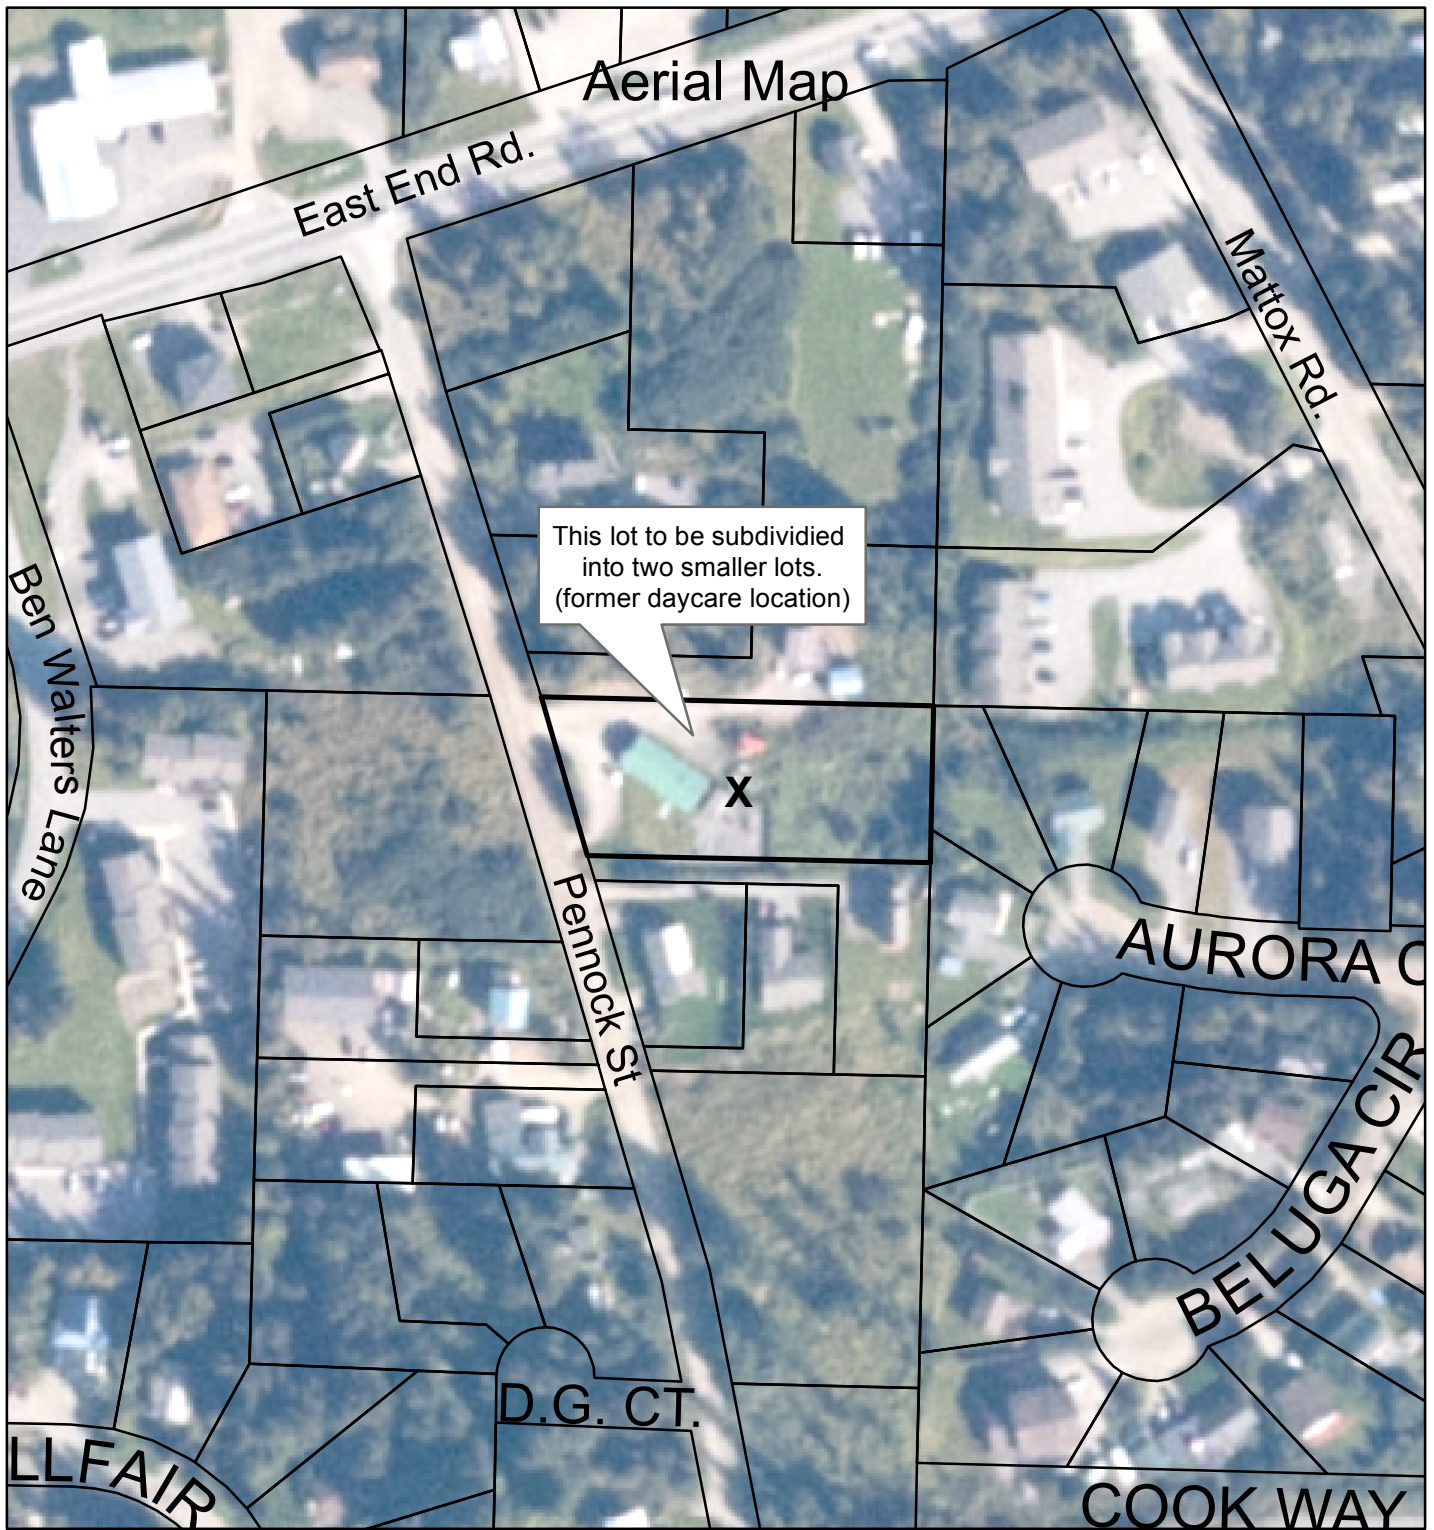 Aerial Map
East End Rd.
Mattox Rd.
This lot to be subdividied
into two smaller lots.
(former daycare location)
Ben Walters Lane
X
Pennock St
AURORA C
BELUGA CIR
D.G. CT.
LLFAIR
COOK WAY